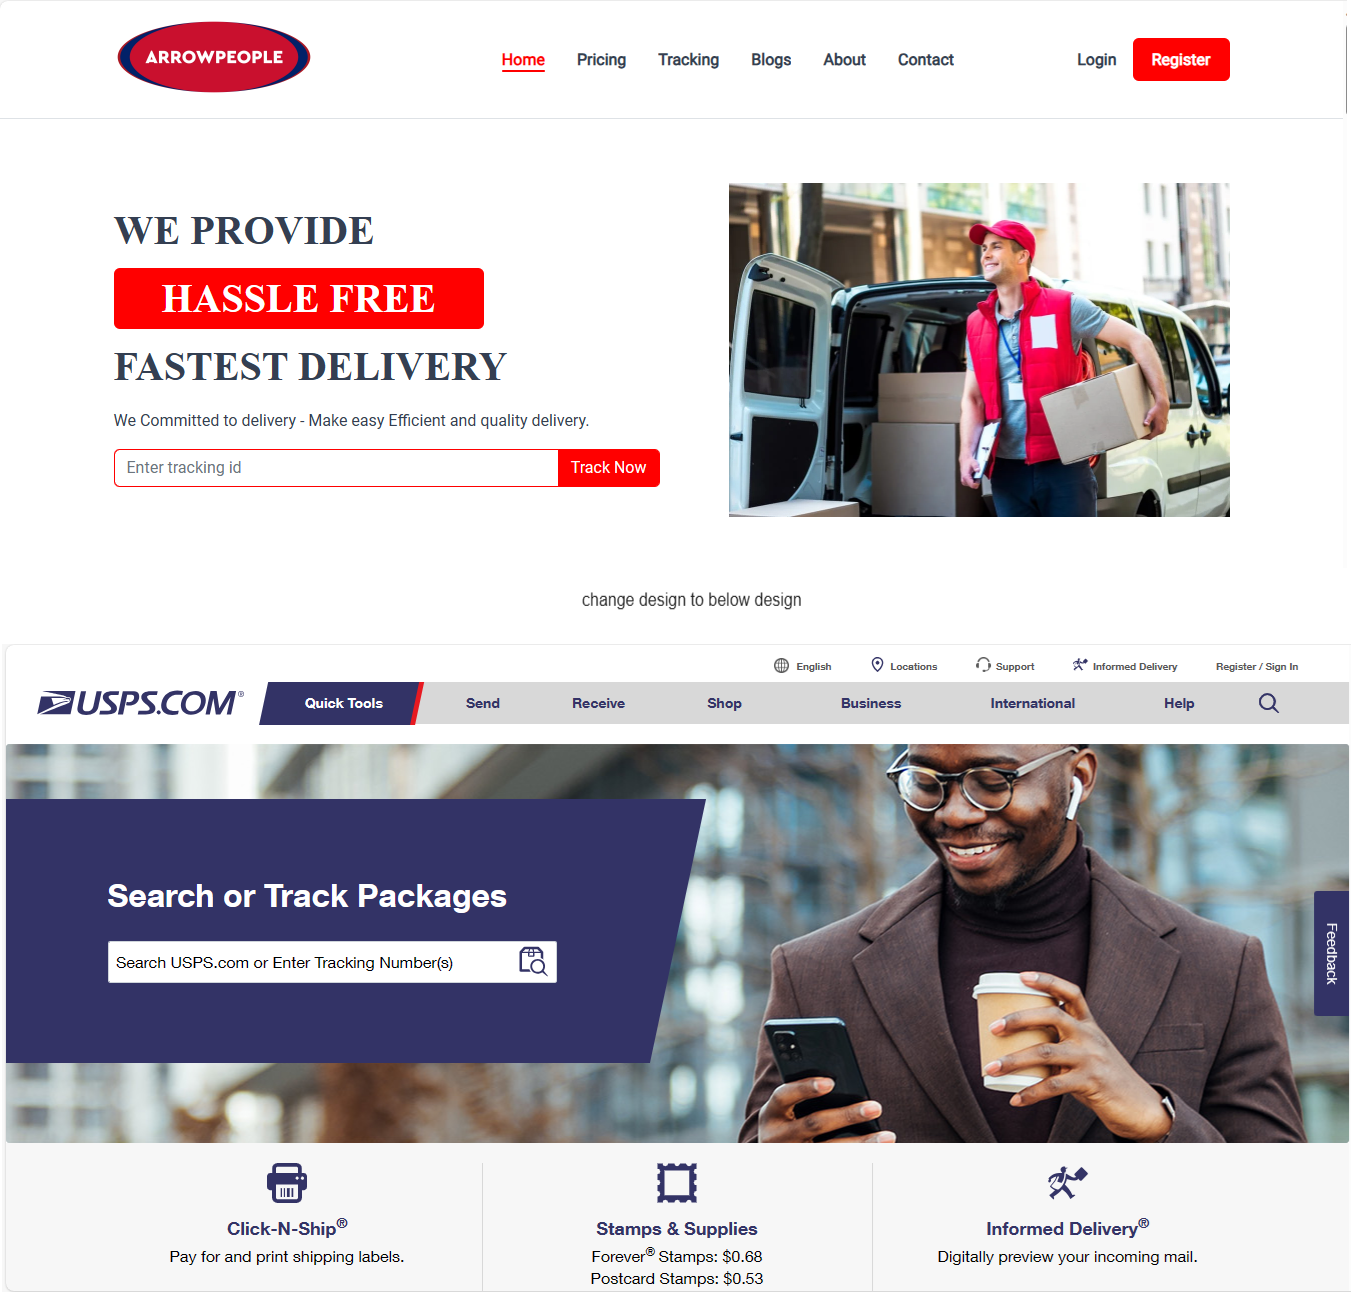 ARROWPEOPLE
Home Pricing Tracking Blogs About Contact Login Register
WE PROVIDE
HASSLE FREE
FASTEST DELIVERY
We Committed to delivery - Make easy Efficient and quality delivery.
Enter tracking id Track Now
change design to below design
English Locations Support Informed Delivery Register / Sign In
USPS.COM® Quick Tools Send Receive Shop Business International Help
Search or Track Packages
Search USPS.com or Enter Tracking Number(s)
Feedback
Click-N-Ship® Stamps & Supplies Informed Delivery®
Pay for and print shipping labels. Forever® Stamps: $0.68 Digitally preview your incoming mail.
Postcard Stamps: $0.53